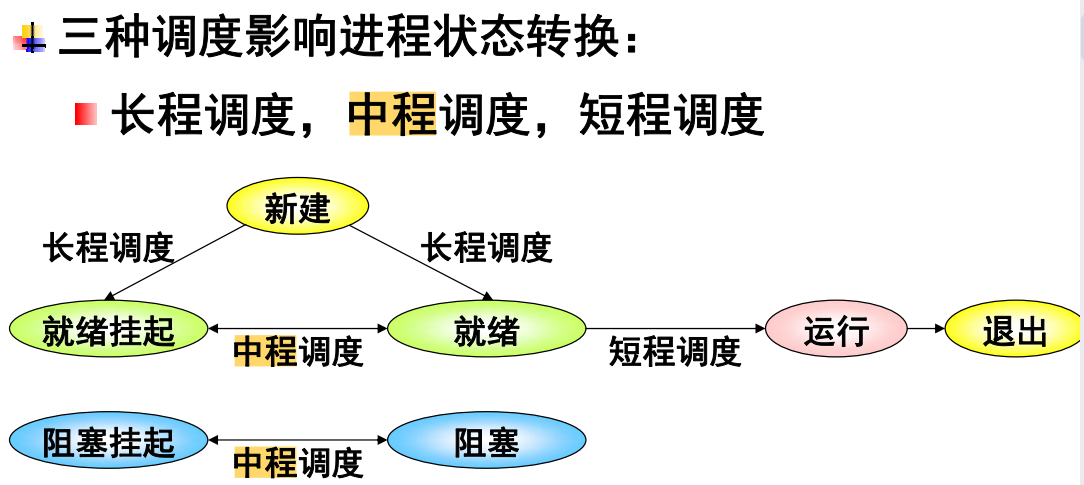 三种调度影响进程状态转换：
长程调度，中程调度，短程调度
新建
长程调度 长程调度
就绪挂起 就绪 运行 退出
中程调度 短程调度
阻塞挂起 阻塞
中程调度